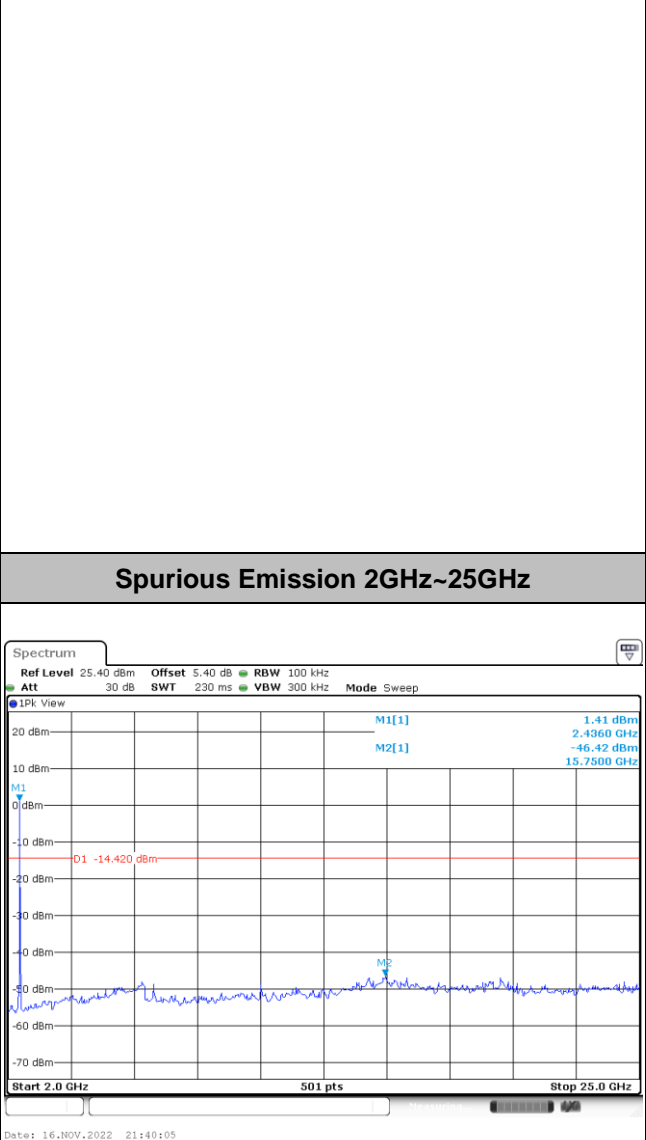 Spurious Emission 2GHz~25GHz
Spectrum
Ref Level 25.40 dBm Offset 5.40 dB RBW 100 kHz
Att 30 dB SWT 230 ms VBW 300 kHz Mode Sweep
1Pk View
M1[1] 1.41 dBm
2.4360 GHz
M2[1] -46.42 dBm
15.7500 GHz
20 dBm
10 dBm
M1
0 dBm
-10 dBm
D1 -14.420 dBm
-20 dBm
-30 dBm
-40 dBm
M2
-50 dBm
-60 dBm
-70 dBm
Start 2.0 GHz 501 pts Stop 25.0 GHz
Date: 16.NOV.2022 21:40:05